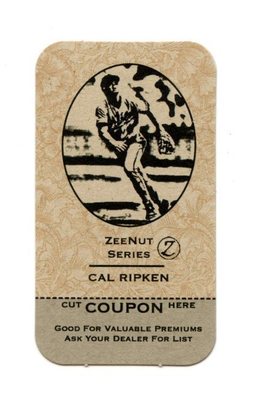 ZEENUT
SERIES Z
CAL RIPKEN
CUT COUPON HERE
GOOD FOR VALUABLE PREMIUMS
ASK YOUR DEALER FOR LIST